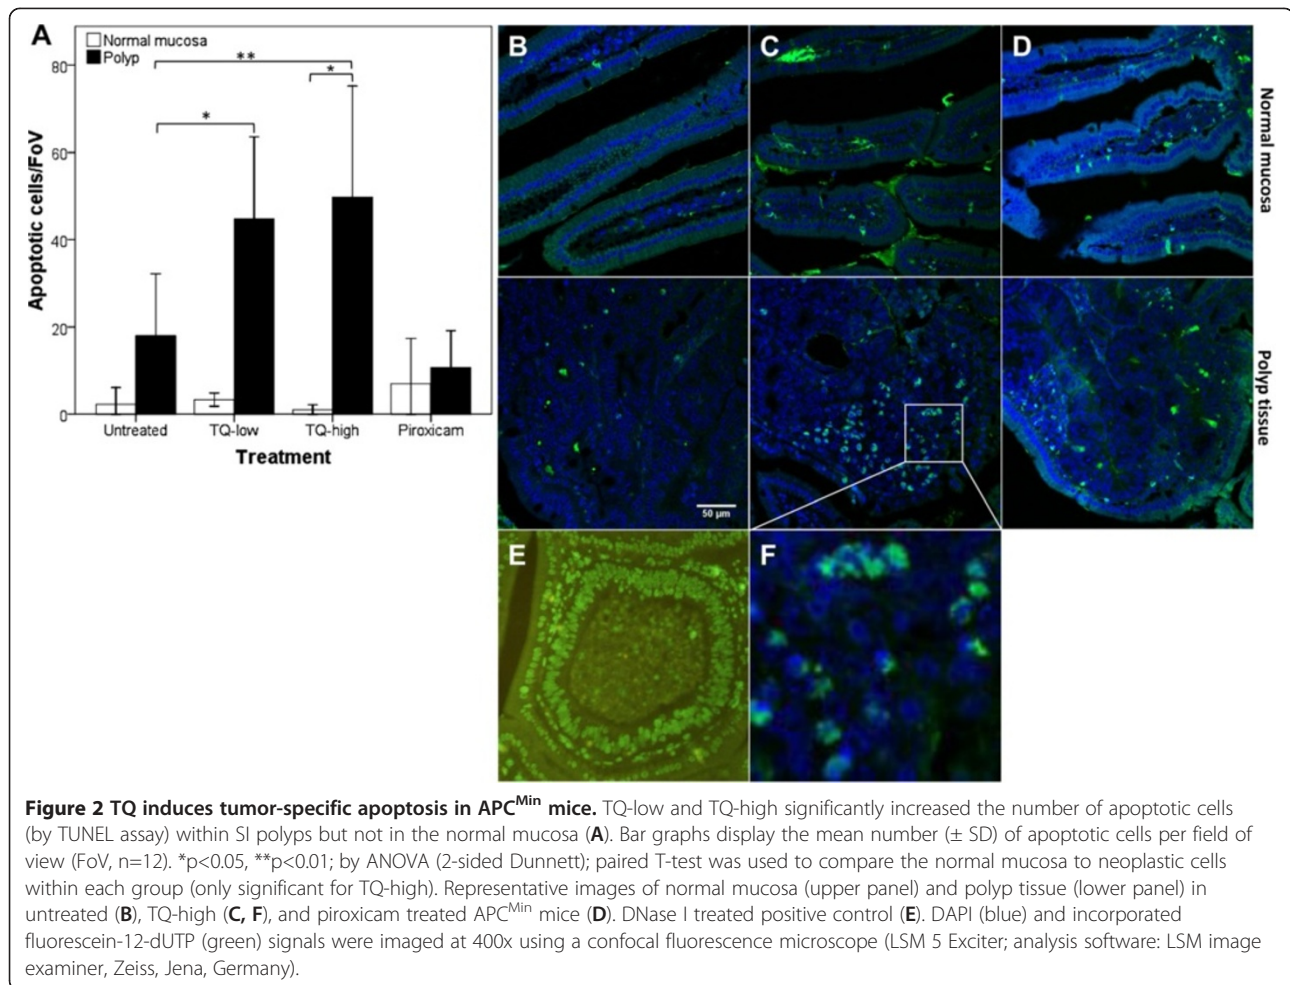 A
Normal mucosa
Polyp
**
*
*
80
60
40
20
0
Apoptotic cells/FoV
Untreated
TQ-low
TQ-high
Piroxicam
Treatment
B
C
D
Normal mucosa
Polyp tissue
50 µm
E
F
Figure 2 TQ induces tumor-specific apoptosis in APCMin mice. TQ-low and TQ-high significantly increased the number of apoptotic cells
(by TUNEL assay) within SI polyps but not in the normal mucosa (A). Bar graphs display the mean number (± SD) of apoptotic cells per field of
view (FoV, n=12). *p<0.05, **p<0.01; by ANOVA (2-sided Dunnett); paired T-test was used to compare the normal mucosa to neoplastic cells
within each group (only significant for TQ-high). Representative images of normal mucosa (upper panel) and polyp tissue (lower panel) in
untreated (B), TQ-high (C, F), and piroxicam treated APCMin mice (D). DNase I treated positive control (E). DAPI (blue) and incorporated
fluorescein-12-dUTP (green) signals were imaged at 400x using a confocal fluorescence microscope (LSM 5 Exciter; analysis software: LSM image
examiner, Zeiss, Jena, Germany).